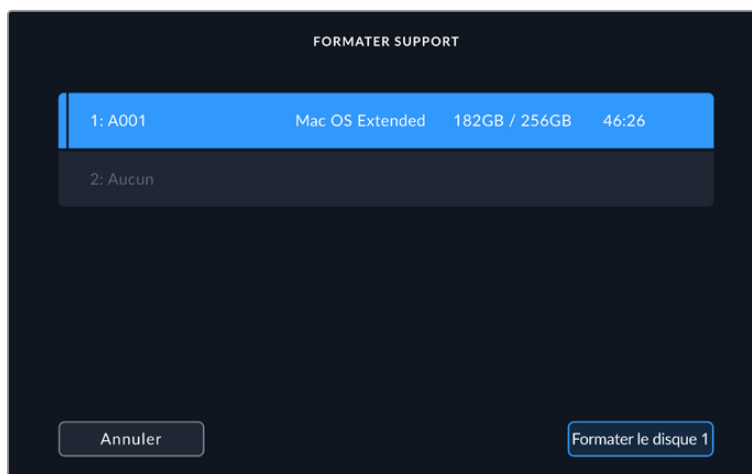 FORMATER SUPPORT
1: A001 Mac OS Extended 182GB / 256GB 46:26
2: Aucun
Annuler Formater le disque 1